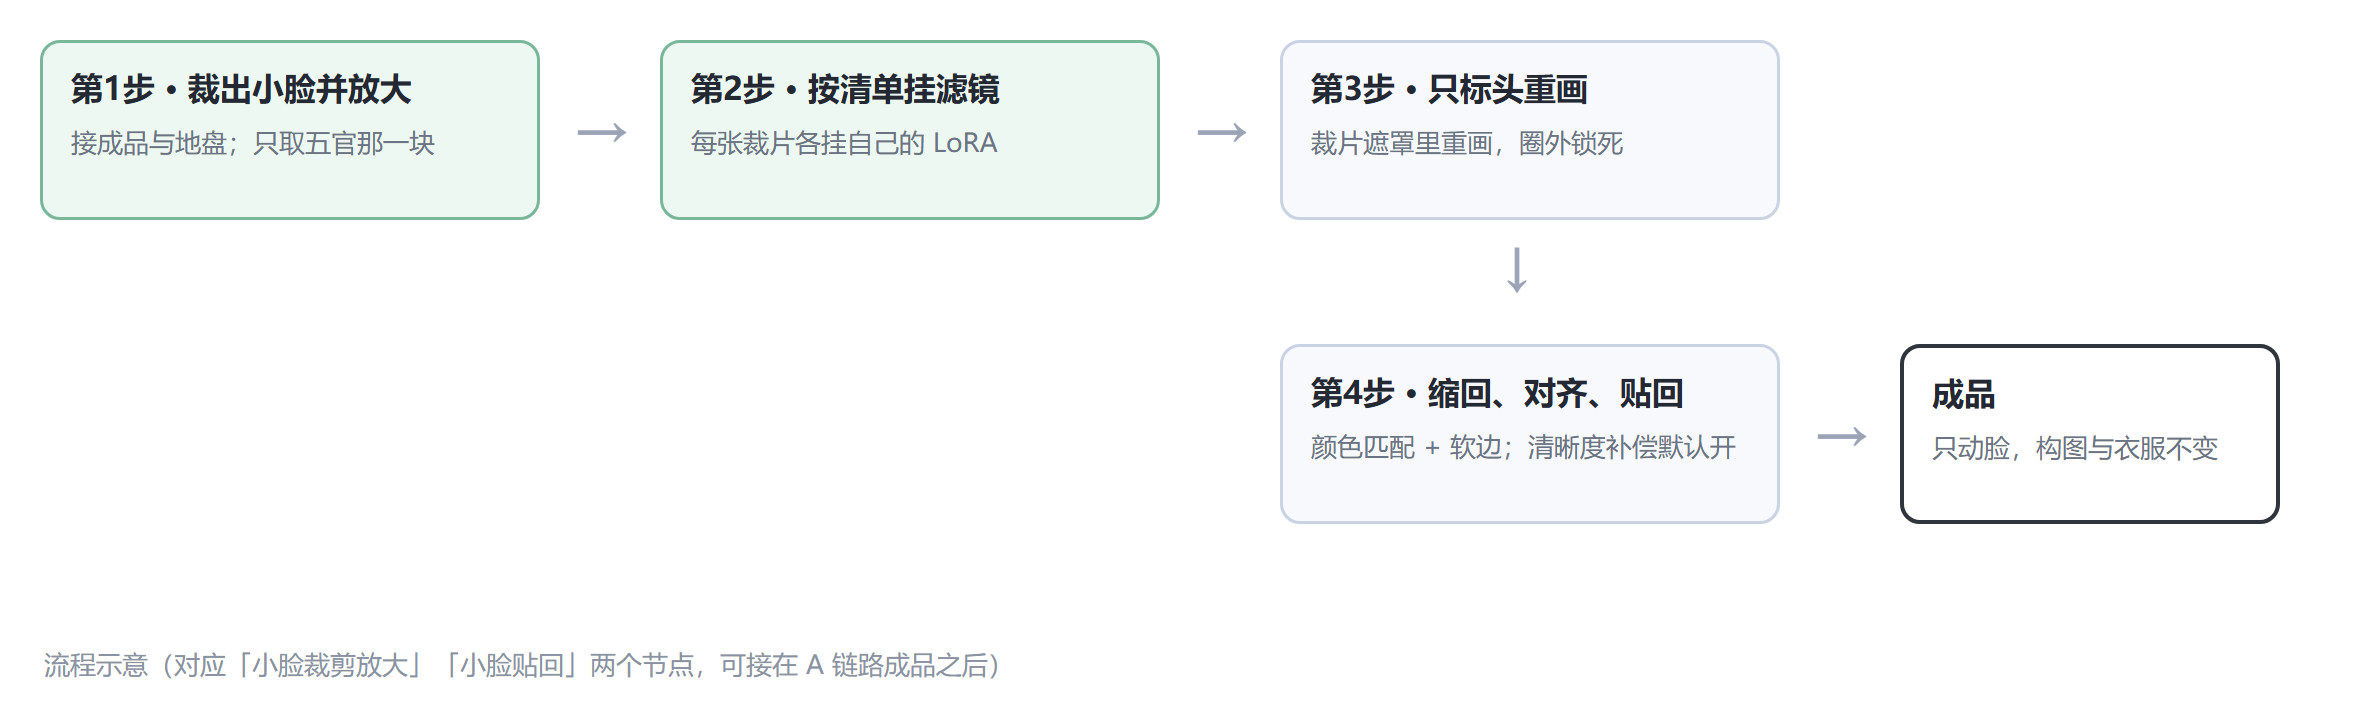 第1步 · 裁出小脸并放大
接成品与地盘；只取五官那一块
→
第2步 · 按清单挂滤镜
每张裁片各挂自己的 LoRA
→
第3步 · 只标头重画
裁片遮罩里重画，圈外锁死
↓
第4步 · 缩回、对齐、贴回
颜色匹配 + 软边；清晰度补偿默认开
→
成品
只动脸，构图与衣服不变
流程示意（对应「小脸裁剪放大」「小脸贴回」两个节点，可接在 A 链路成品之后）